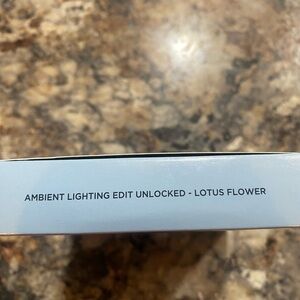 AMBIENT LIGHTING EDIT UNLOCKED - LOTUS FLOWER